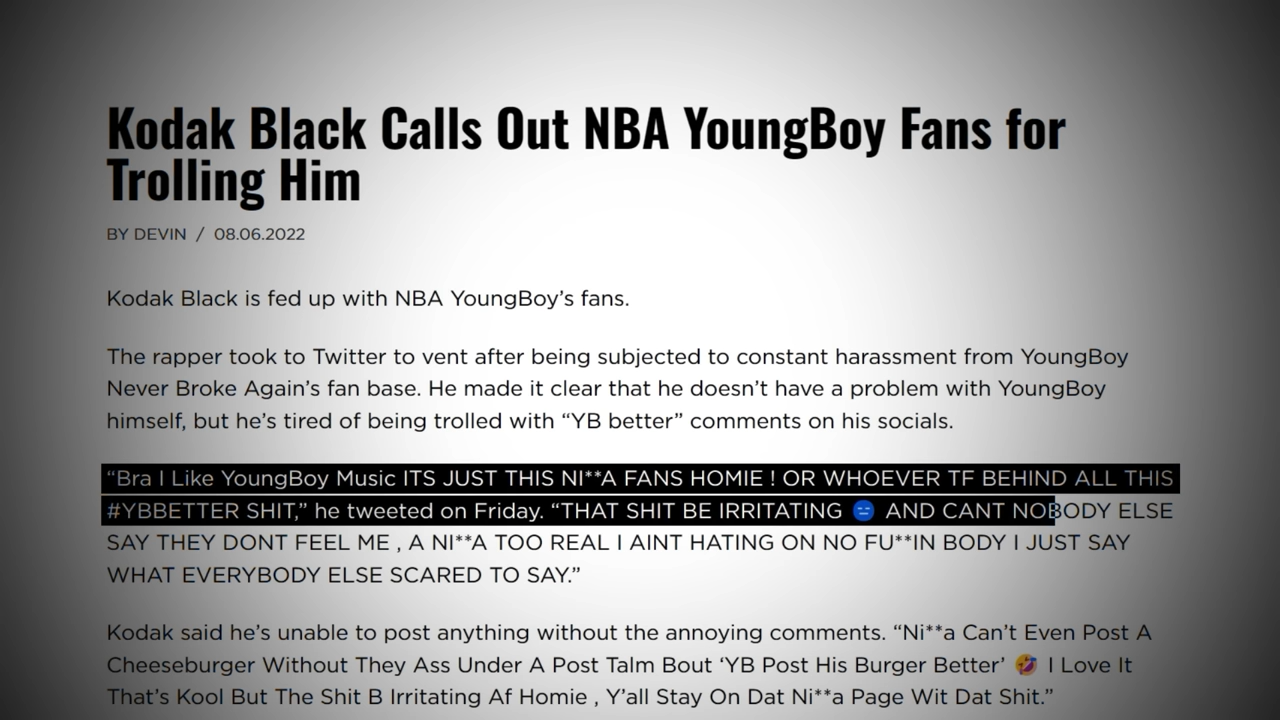 Kodak Black Calls Out NBA YoungBoy Fans for
Trolling Him
BY DEVIN / 08.06.2022
Kodak Black is fed up with NBA YoungBoy’s fans.
The rapper took to Twitter to vent after being subjected to constant harassment from YoungBoy
Never Broke Again’s fan base. He made it clear that he doesn’t have a problem with YoungBoy
himself, but he’s tired of being trolled with “YB better” comments on his socials.
“Bra I Like YoungBoy Music ITS JUST THIS NI**A FANS HOMIE ! OR WHOEVER TF BEHIND ALL THIS
#YBBETTER SHIT,” he tweeted on Friday. “THAT SHIT BE IRRITATING 😑 AND CANT NOBODY ELSE
SAY THEY DONT FEEL ME , A NI**A TOO REAL I AINT HATING ON NO FU**IN BODY I JUST SAY
WHAT EVERYBODY ELSE SCARED TO SAY.”
Kodak said he’s unable to post anything without the annoying comments. “Ni**a Can’t Even Post A
Cheeseburger Without They Ass Under A Post Talm Bout ‘YB Post His Burger Better’ 🤣 I Love It
That’s Kool But The Shit B Irritating Af Homie , Y’all Stay On Dat Ni**a Page Wit Dat Shit.”